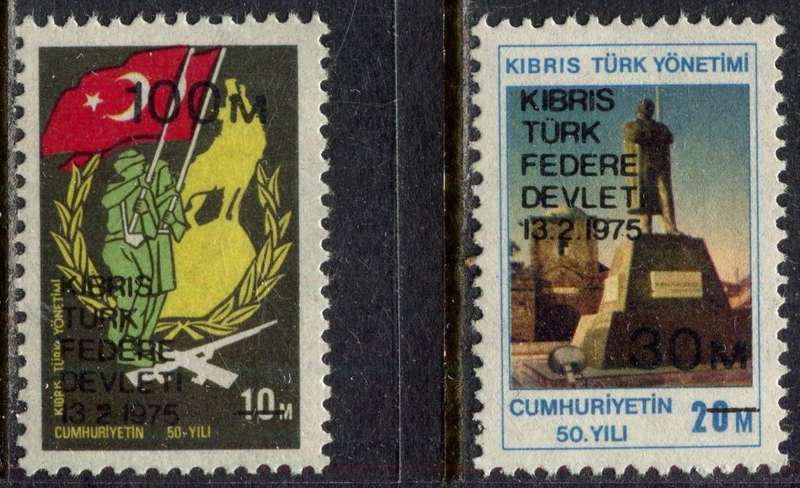 100M
KIBRIS TÜRK YÖNETİMİ
KIBRIS
TÜRK
FEDERE
DEVLETİ
13.2.1975
10M
CUMHURİYETİN 50.YILI
KIBRIS TÜRK YÖNETİMİ
KIBRIS
TÜRK
FEDERE
DEVLETİ
13.2.1975
30M
CUMHURİYETİN
50.YILI
20M